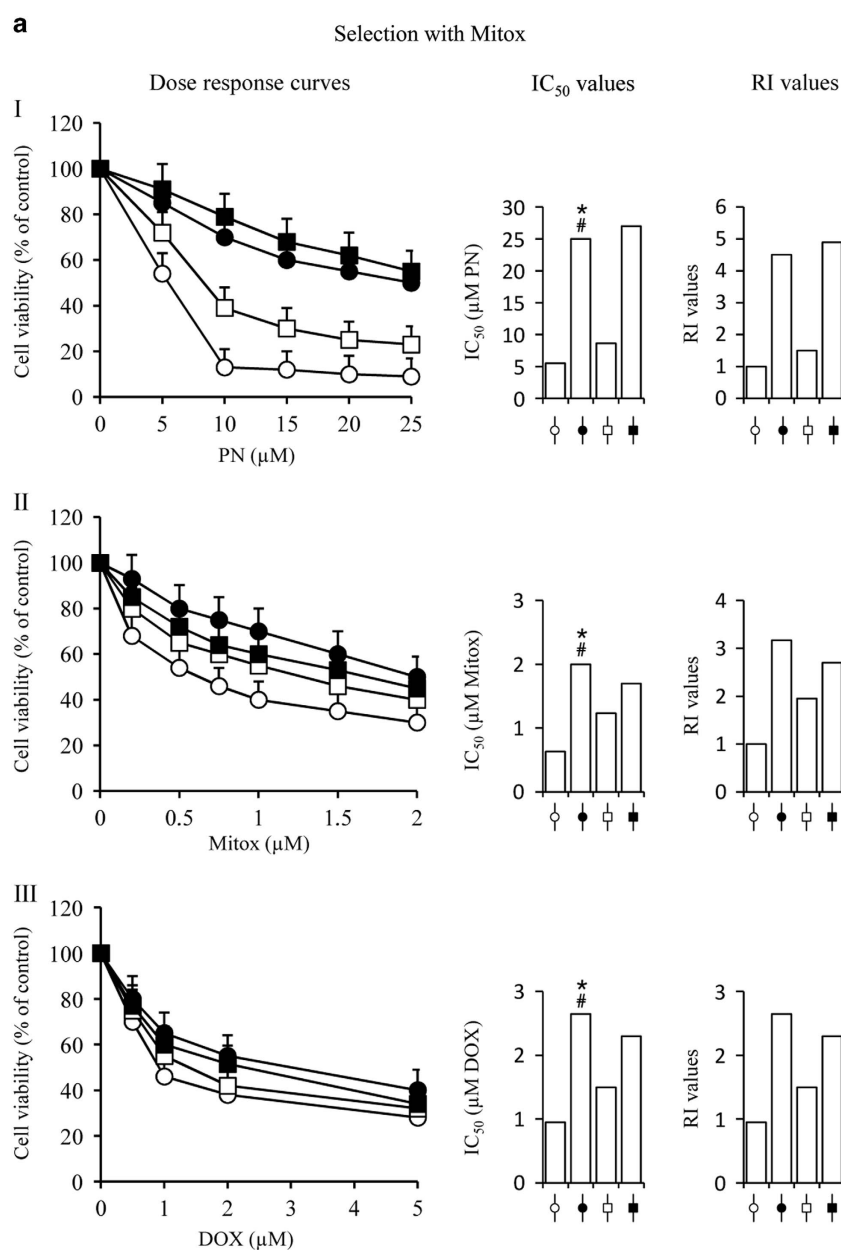 a
Selection with Mitox
Dose response curves
IC50 values
RI values
I
Cell viability (% of control)
120
100
80
60
40
20
0
0 5 10 15 20 25
PN (µM)
IC50 (µM PN)
30
25
20
15
10
5
0
*
#
RI values
6
5
4
3
2
1
0
II
Cell viability (% of control)
120
100
80
60
40
20
0
0 0.5 1 1.5 2
Mitox (µM)
IC50 (µM Mitox)
3
2
1
0
*
#
RI values
4
3
2
1
0
III
Cell viability (% of control)
120
100
80
60
40
20
0
0 1 2 3 4 5
DOX (µM)
IC50 (µM DOX)
3
2
1
0
*
#
RI values
3
2
1
0